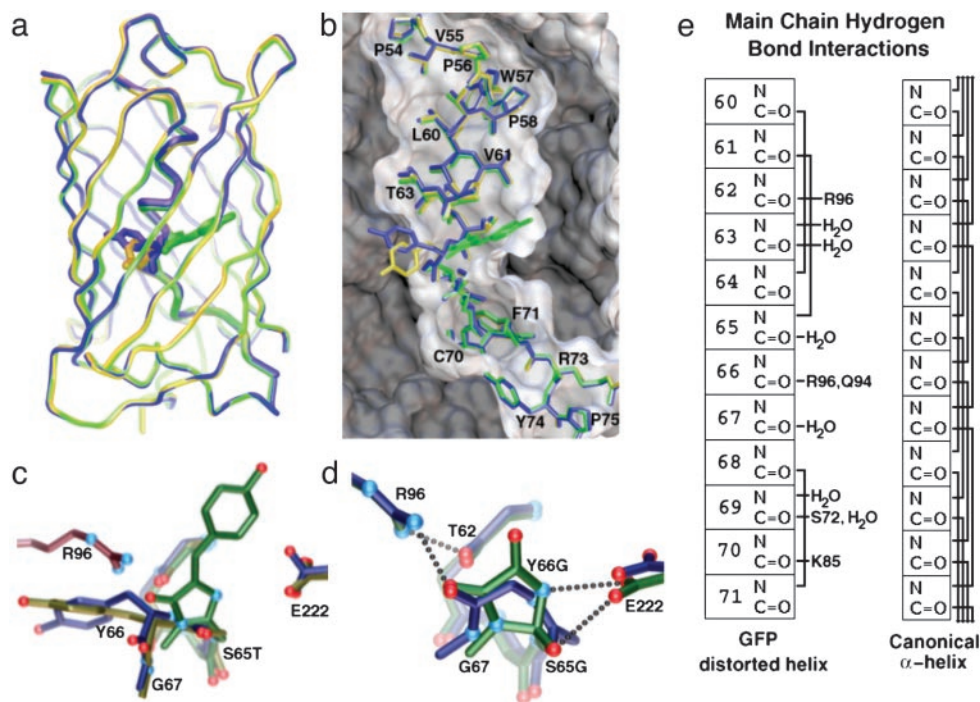 a
b
V55
P54
P56
W57
P58
L60
V61
T63
F71
C70
R73
Y74
P75
c
R96
Y66
G67
S65T
E222
d
R96
T62
Y66G
E222
G67
S65G
e
Main Chain Hydrogen
Bond Interactions
60 N C=O
61 N C=O
62 N C=O R96
63 N H₂O
C=O H₂O
64 N C=O
65 N C=O H₂O
66 N C=O R96,Q94
67 N C=O H₂O
68 N C=O
69 N H₂O
C=O S72, H₂O
70 N C=O K85
71 N C=O
GFP
distorted helix
N
C=O
N
C=O
N
C=O
N
C=O
N
C=O
N
C=O
N
C=O
N
C=O
N
C=O
N
C=O
N
C=O
N
C=O
Canonical
α-helix